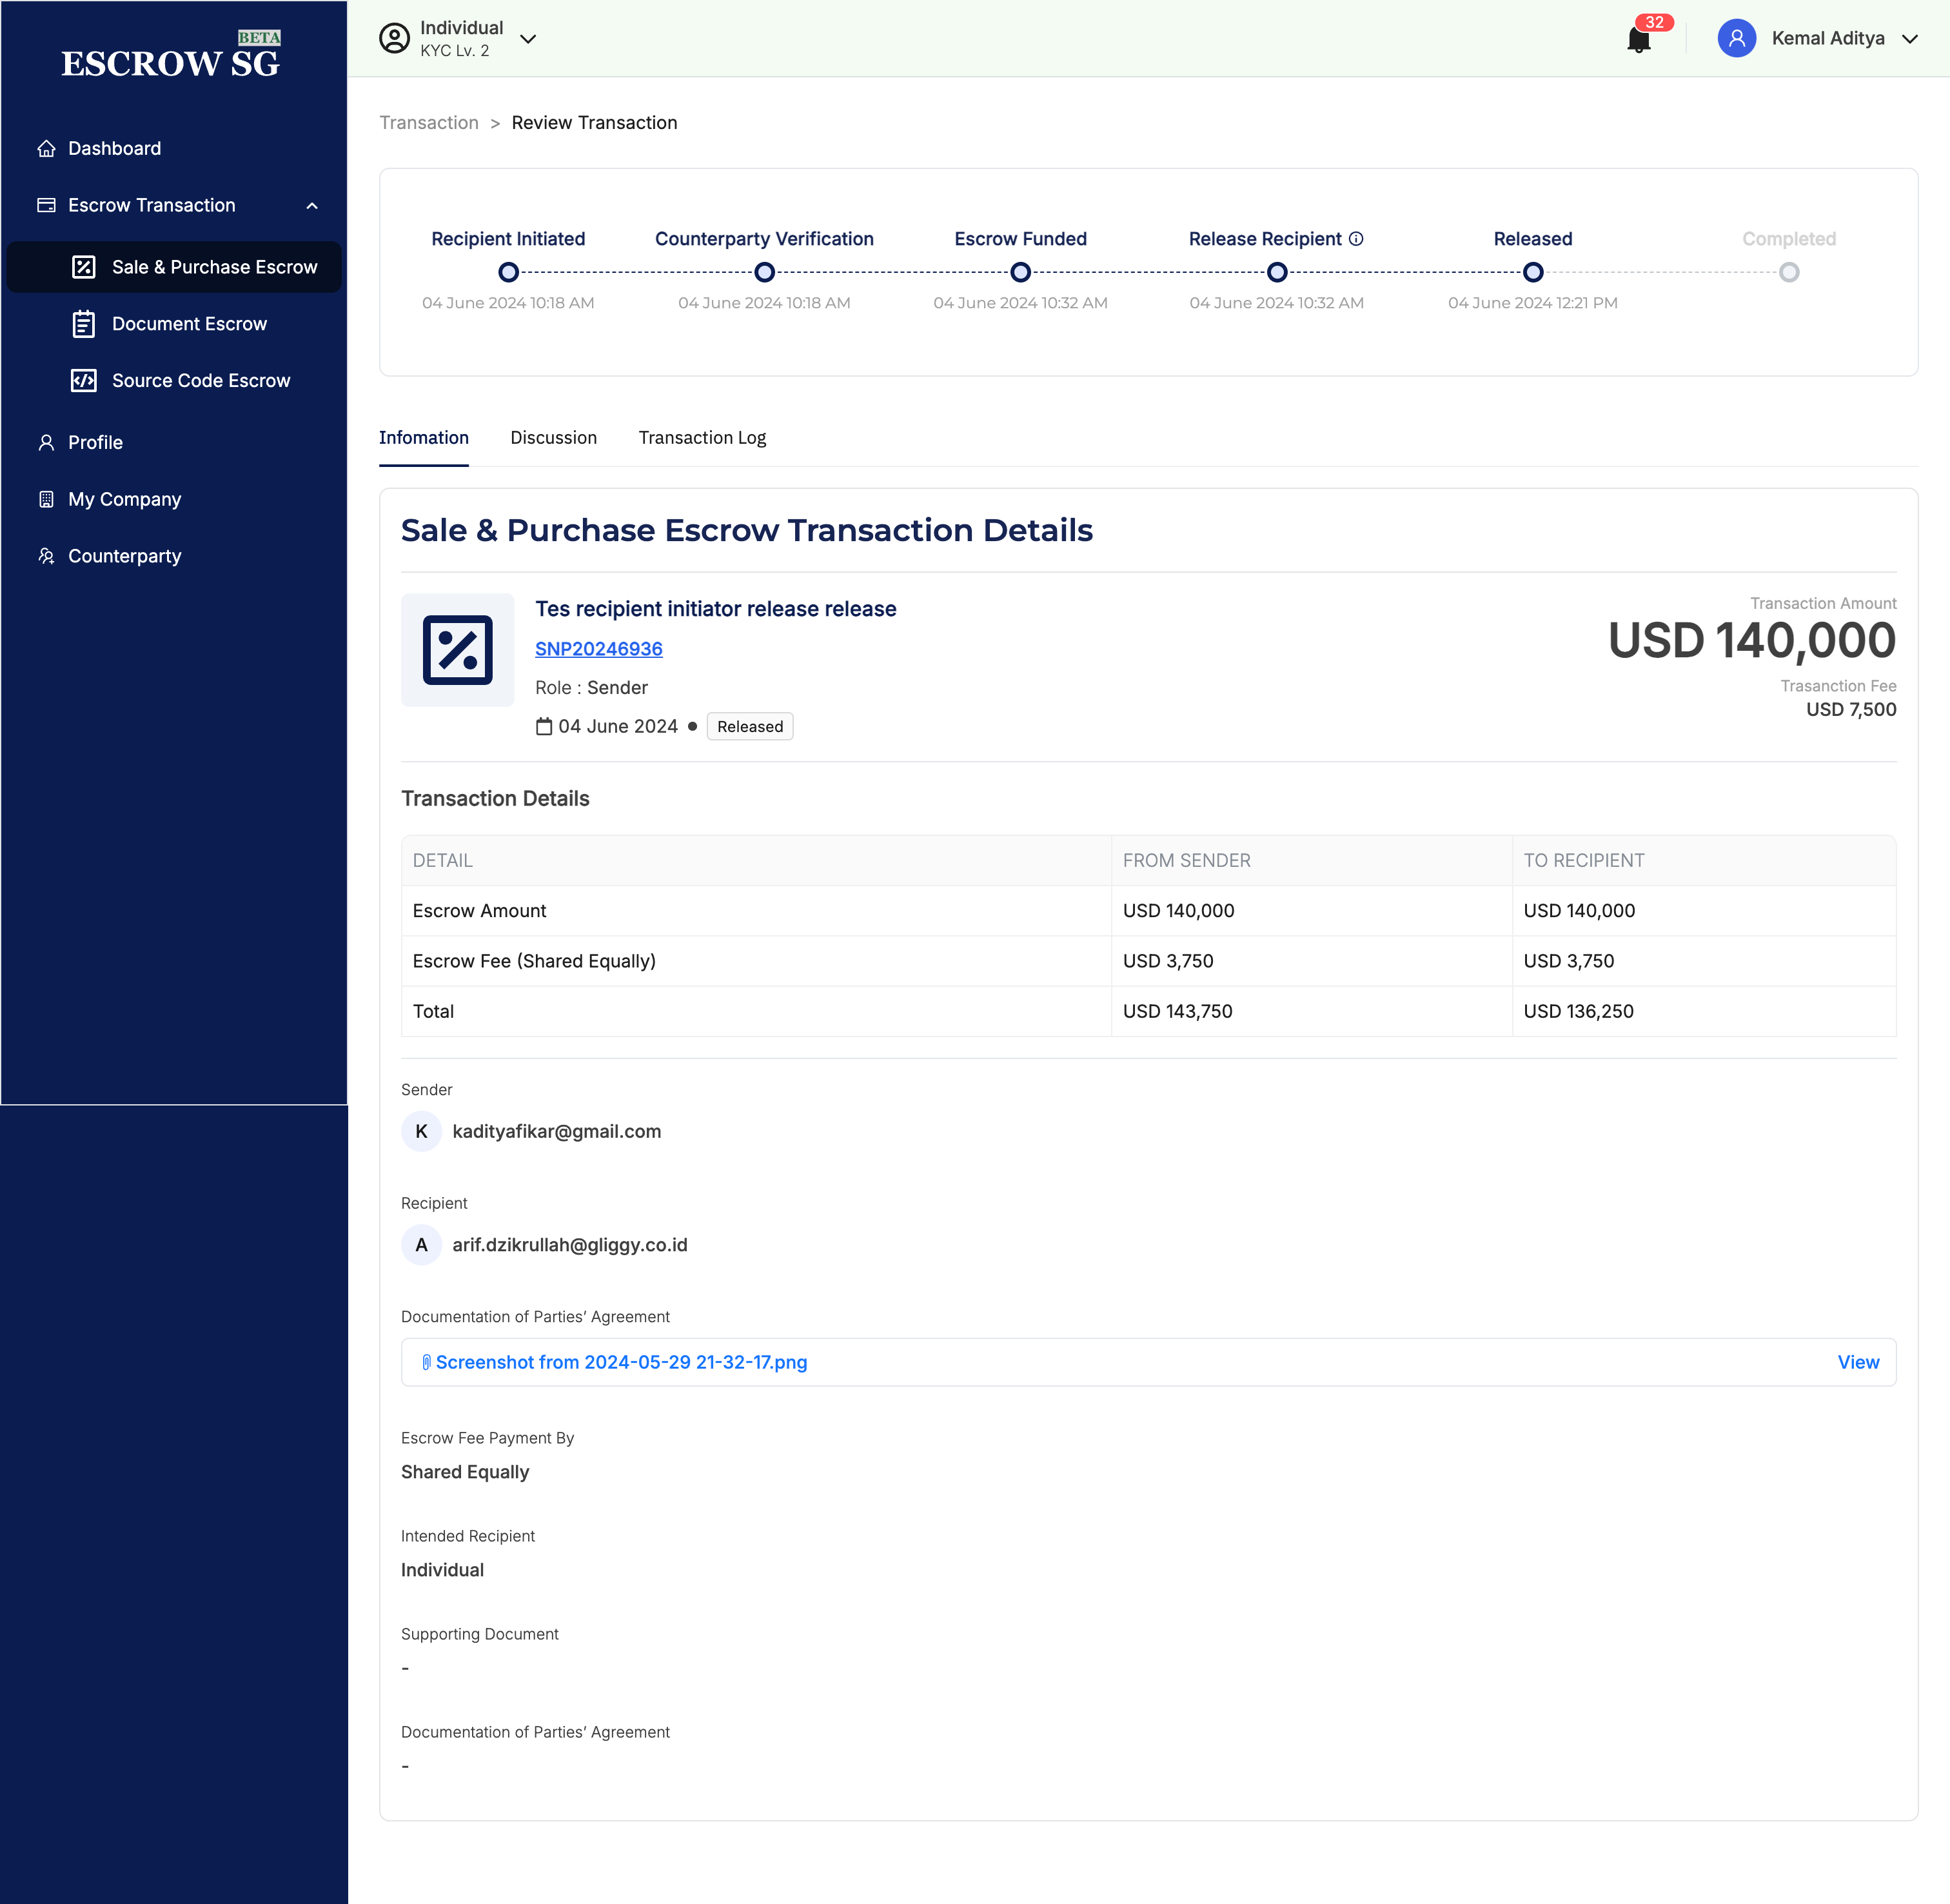 BETA
ESCROW SG
Dashboard
Escrow Transaction
Sale & Purchase Escrow
Document Escrow
Source Code Escrow
Profile
My Company
Counterparty
Individual
KYC Lv. 2
32
Kemal Aditya
Transaction > Review Transaction
Recipient Initiated Counterparty Verification Escrow Funded Release Recipient Released Completed
04 June 2024 10:18 AM 04 June 2024 10:18 AM 04 June 2024 10:32 AM 04 June 2024 10:32 AM 04 June 2024 12:21 PM
Infomation Discussion Transaction Log
Sale & Purchase Escrow Transaction Details
Tes recipient initiator release release
SNP20246936
Role : Sender
04 June 2024 ● Released
Transaction Amount
USD 140,000
Trasanction Fee
USD 7,500
Transaction Details
DETAIL FROM SENDER TO RECIPIENT
Escrow Amount USD 140,000 USD 140,000
Escrow Fee (Shared Equally) USD 3,750 USD 3,750
Total USD 143,750 USD 136,250
Sender
K kadityafikar@gmail.com
Recipient
A arif.dzikrullah@gliggy.co.id
Documentation of Parties’ Agreement
Screenshot from 2024-05-29 21-32-17.png View
Escrow Fee Payment By
Shared Equally
Intended Recipient
Individual
Supporting Document
-
Documentation of Parties’ Agreement
-